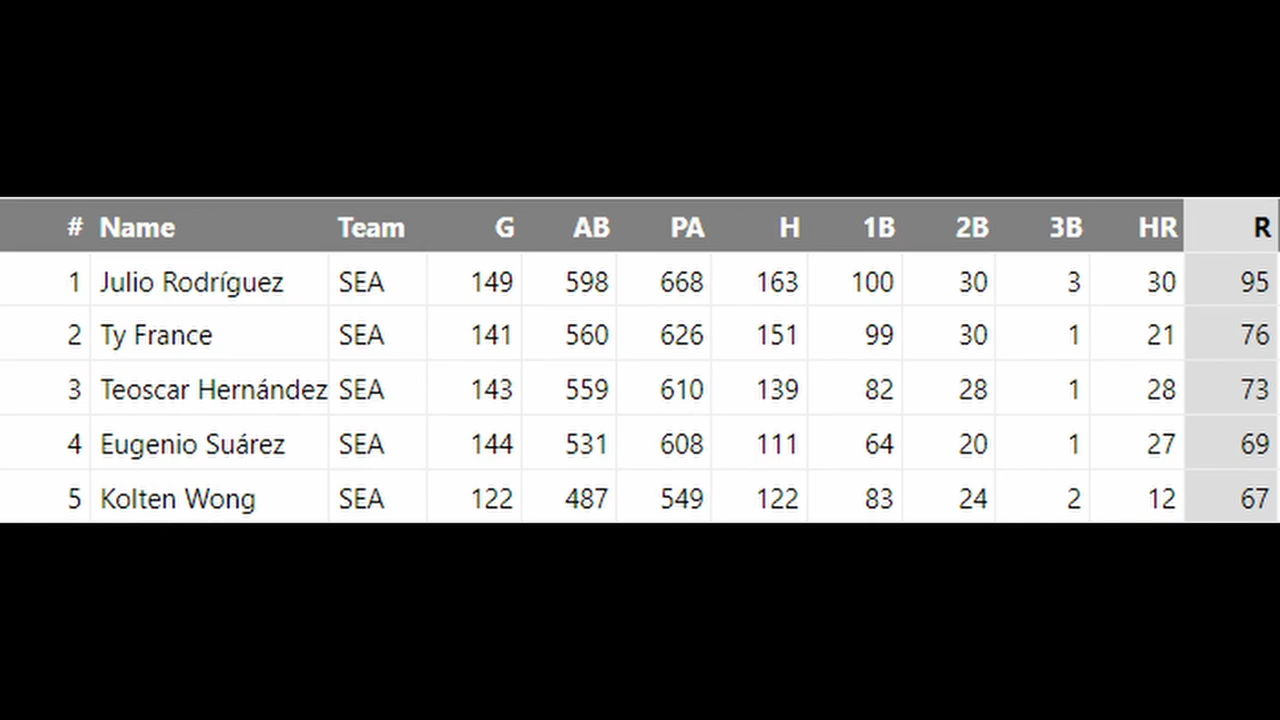 # Name Team G AB PA H 1B 2B 3B HR R
1 Julio Rodríguez SEA 149 598 668 163 100 30 3 30 95
2 Ty France SEA 141 560 626 151 99 30 1 21 76
3 Teoscar Hernández SEA 143 559 610 139 82 28 1 28 73
4 Eugenio Suárez SEA 144 531 608 111 64 20 1 27 69
5 Kolten Wong SEA 122 487 549 122 83 24 2 12 67